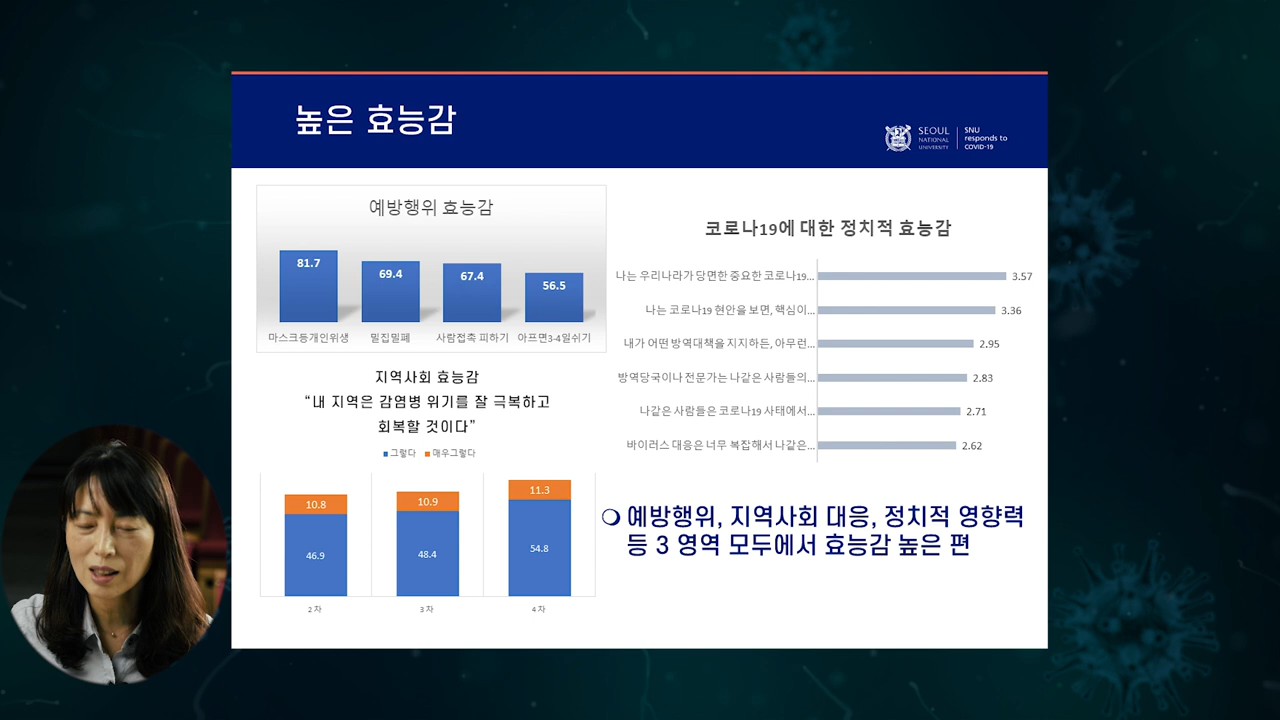 높은 효능감
SEOUL
NATIONAL
UNIVERSITY
SNU
responds to
COVID-19
예방행위 효능감
81.7
69.4
67.4
56.5
마스크등개인위생 밀집밀폐 사람접촉 피하기 아프면3-4일쉬기
지역사회 효능감
“내 지역은 감염병 위기를 잘 극복하고
회복할 것이다”
그렇다 매우그렇다
10.8
10.9
11.3
46.9
48.4
54.8
2 차 3 차 4 차
코로나19에 대한 정치적 효능감
나는 우리나라가 당면한 중요한 코로나19... 3.57
나는 코로나19 현안을 보면, 핵심이... 3.36
내가 어떤 방역대책을 지지하든, 아무런... 2.95
방역당국이나 전문가는 나같은 사람들의... 2.83
나같은 사람들은 코로나19 사태에서... 2.71
바이러스 대응은 너무 복잡해서 나같은... 2.62
❍ 예방행위, 지역사회 대응, 정치적 영향력
등 3 영역 모두에서 효능감 높은 편